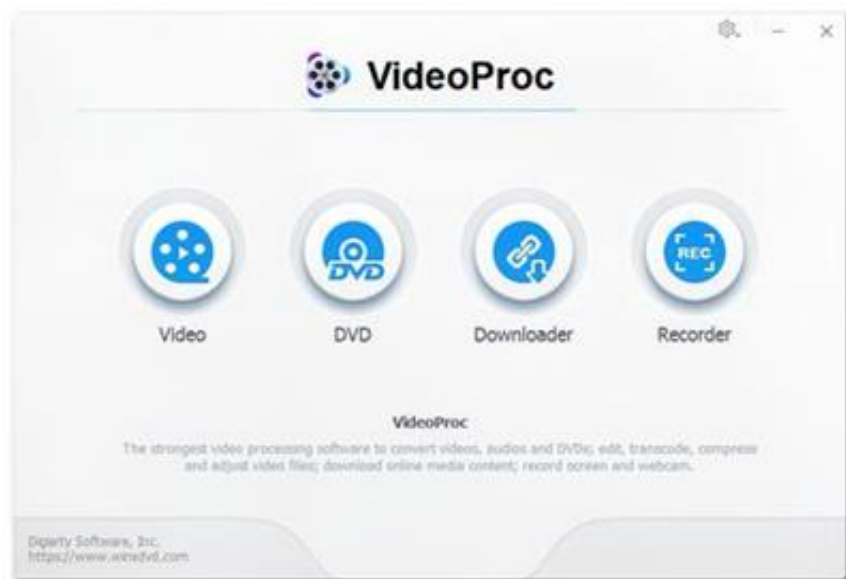 VideoProc
DVD
REC
Video
DVD
Downloader
Recorder
VideoProc
The strongest video processing software to convert videos, audios and DVDs; edit, transcode, compress
and adjust video files; download online media content; record screen and webcam.
Digiarty Software, Inc.
https://www.winxdvd.com